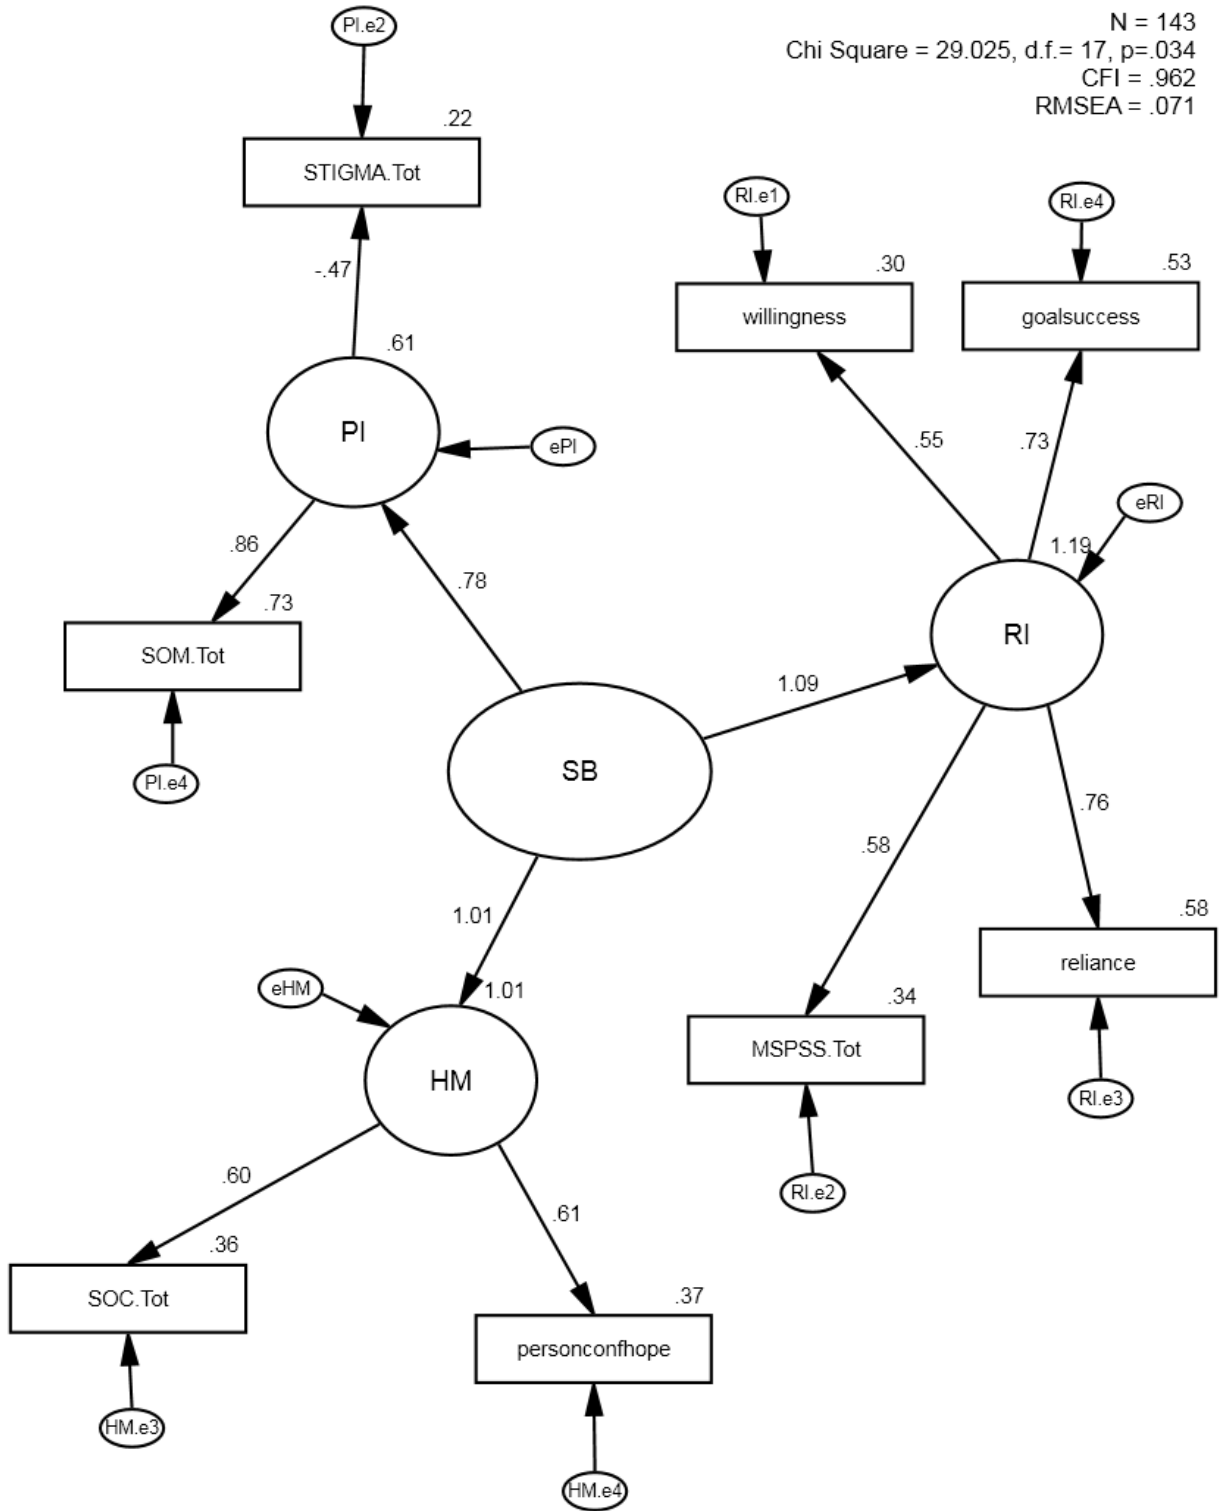 PI.e2
N = 143
Chi Square = 29.025, d.f.= 17, p=.034
CFI = .962
RMSEA = .071
.22
STIGMA.Tot
RI.e1
RI.e4
-.47
.30
.53
willingness
goalsuccess
.61
PI
ePI
.55
.73
eRI
.86
1.19
.78
.73
RI
SOM.Tot
1.09
SB
PI.e4
.76
.58
1.01
.58
reliance
eHM
1.01
.34
MSPSS.Tot
HM
RI.e3
.60
RI.e2
.61
.36
SOC.Tot
.37
personconfhope
HM.e3
HM.e4